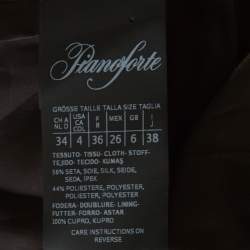 Pianoforte
GRÖSSE TAILLE TALLA SIZE TAGLIA
CH A NL D USA CA COL F B MEX GB I J
34 4 36 26 6 38
TESSUTO-TISSU-CLOTH-STOFF-
TEJIDO-TECIDO-KUMAŞ
56% SETA, SOIE, SILK, SEIDE,
SEDA, IPEK
44% POLIESTERE, POLYESTER,
POLIESTER, POLYESTER
FODERA-DOUBLURE-LINING-
FUTTER-FORRO-ASTAR
100% CUPRO, KUPRO
CARE INSTRUCTIONS ON
REVERSE